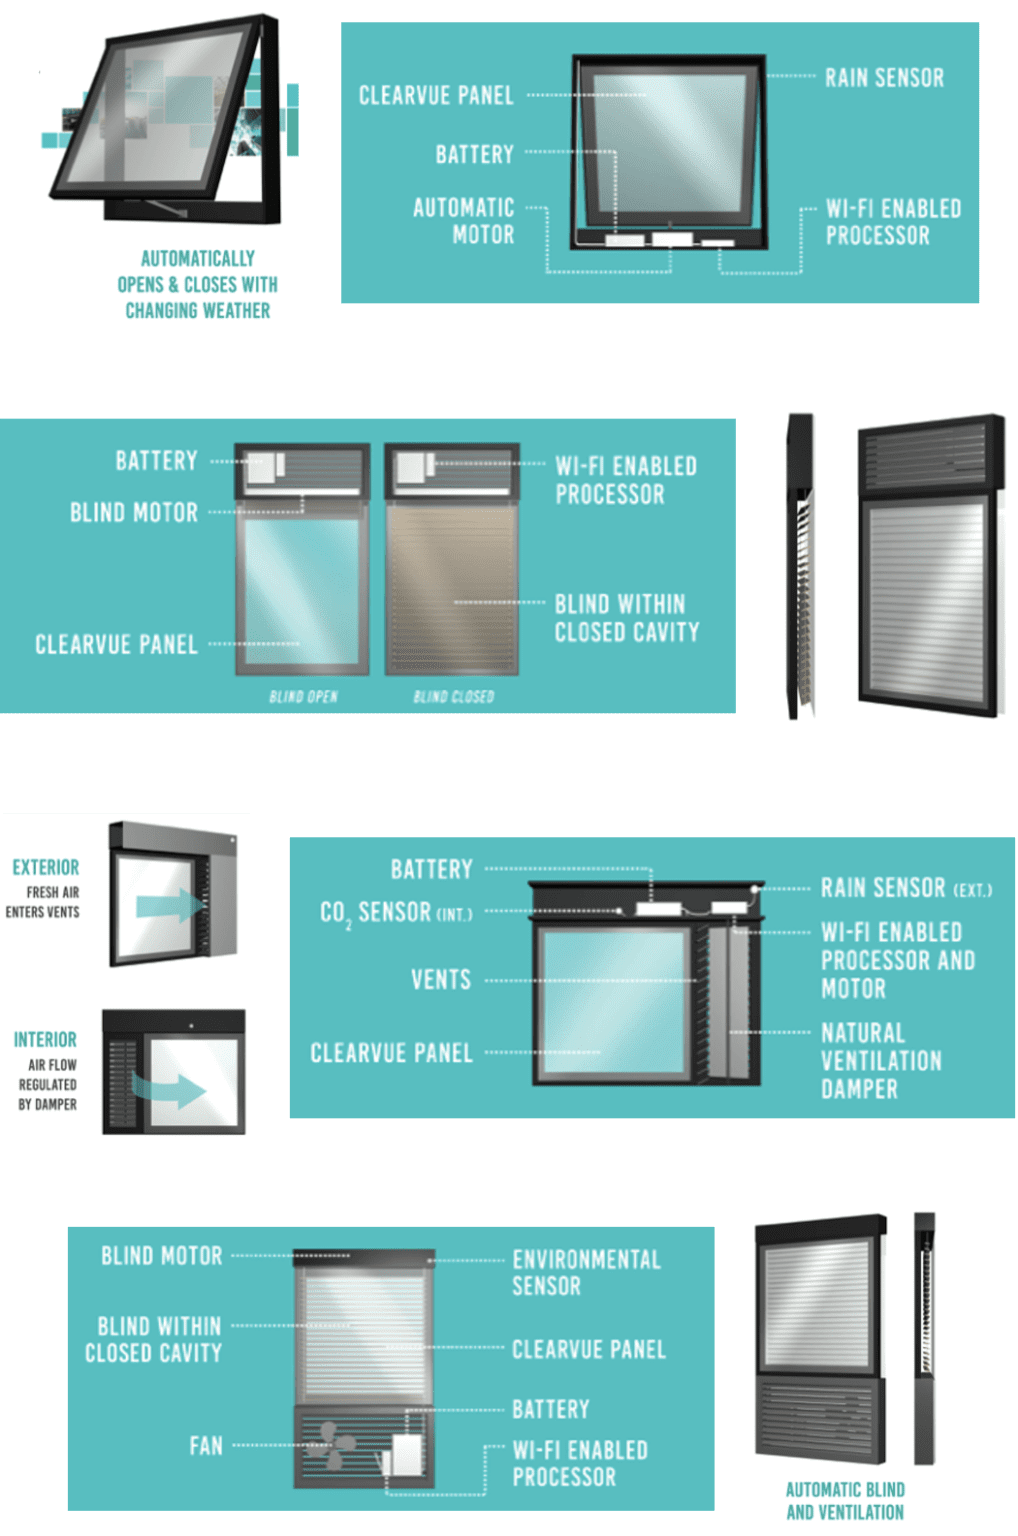 CLEARVUE PANEL
BATTERY
AUTOMATIC
MOTOR
RAIN SENSOR
WI-FI ENABLED
PROCESSOR
AUTOMATICALLY
OPENS & CLOSES WITH
CHANGING WEATHER
BATTERY
BLIND MOTOR
CLEARVUE PANEL
WI-FI ENABLED
PROCESSOR
BLIND WITHIN
CLOSED CAVITY
BLIND OPEN
BLIND CLOSED
EXTERIOR
FRESH AIR
ENTERS VENTS
INTERIOR
AIR FLOW
REGULATED
BY DAMPER
BATTERY
CO2 SENSOR (INT.)
VENTS
CLEARVUE PANEL
RAIN SENSOR (EXT.)
WI-FI ENABLED
PROCESSOR AND
MOTOR
NATURAL
VENTILATION
DAMPER
BLIND MOTOR
BLIND WITHIN
CLOSED CAVITY
FAN
ENVIRONMENTAL
SENSOR
CLEARVUE PANEL
BATTERY
WI-FI ENABLED
PROCESSOR
AUTOMATIC BLIND
AND VENTILATION